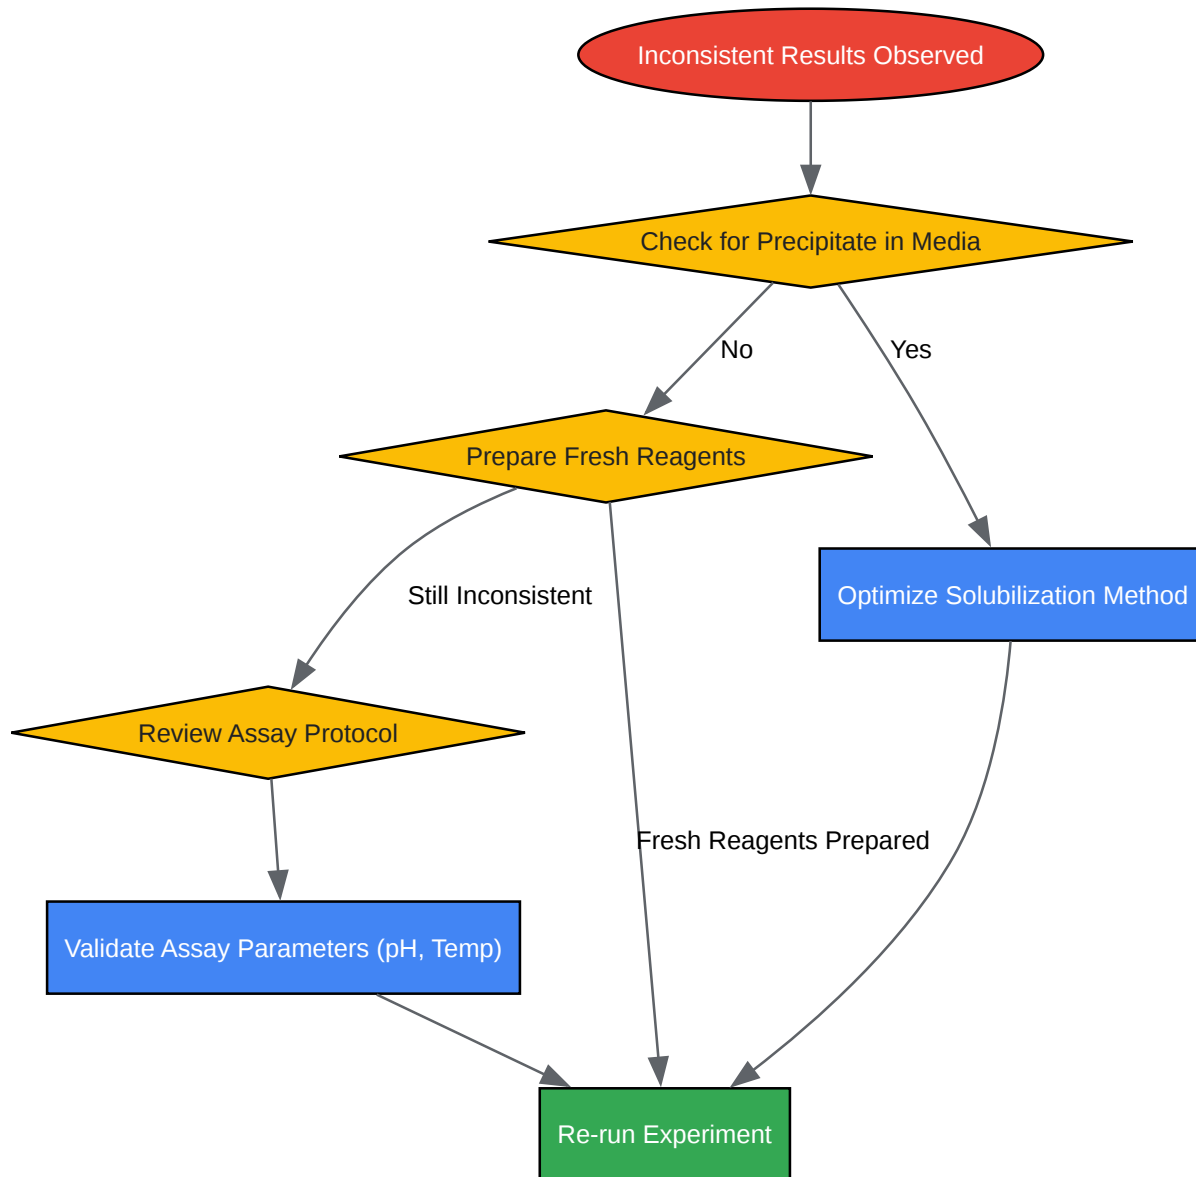 Inconsistent Results Observed
Check for Precipitate in Media
No
Yes
Prepare Fresh Reagents
Still Inconsistent
Optimize Solubilization Method
Review Assay Protocol
Fresh Reagents Prepared
Validate Assay Parameters (pH, Temp)
Re-run Experiment